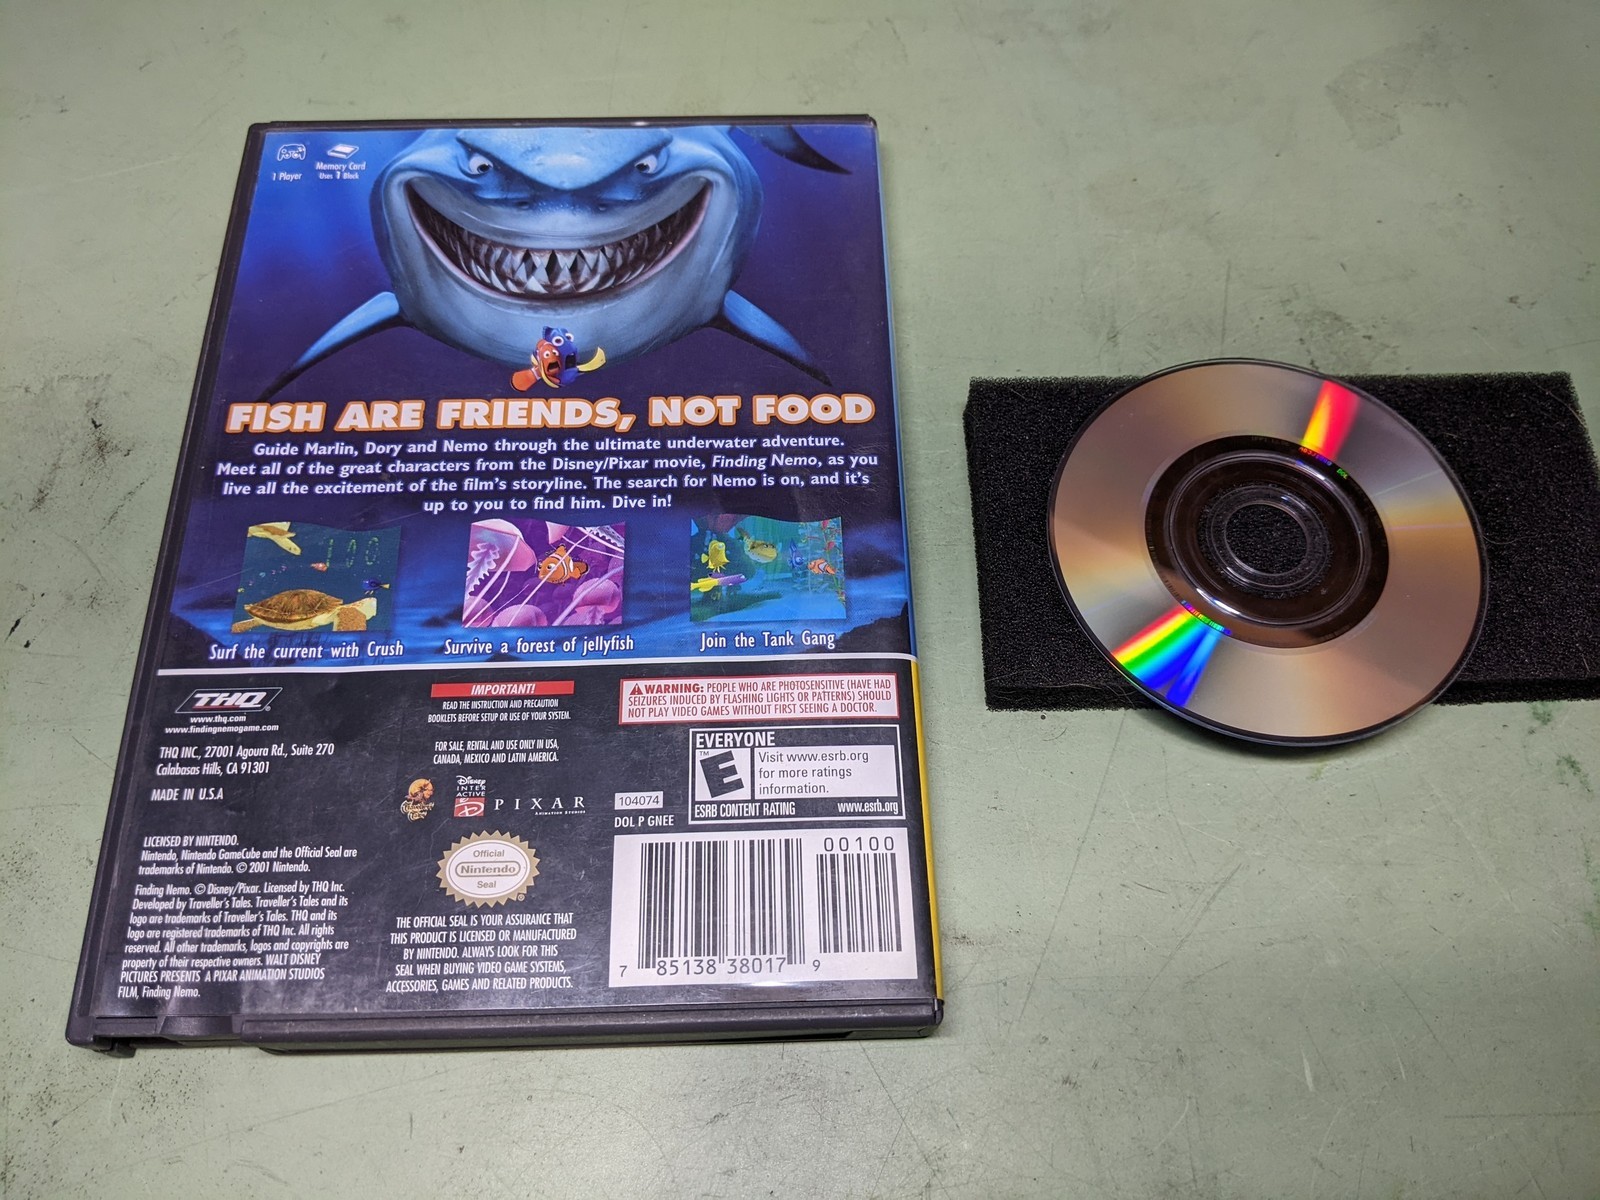 1 Player
Memory Card
Uses 1 Block
FISH ARE FRIENDS, NOT FOOD
Guide Marlin, Dory and Nemo through the ultimate underwater adventure.
Meet all of the great characters from the Disney/Pixar movie, Finding Nemo, as you
live all the excitement of the film's storyline. The search for Nemo is on, and it's
up to you to find him. Dive in!
Surf the current with Crush
Survive a forest of jellyfish
Join the Tank Gang
THQ
www.thq.com
www.findingnemogame.com
THQ INC., 27001 Agoura Rd., Suite 270
Calabasas Hills, CA 91301
MADE IN U.S.A
LICENSED BY NINTENDO.
Nintendo, Nintendo GameCube and the Official Seal are
trademarks of Nintendo. © 2001 Nintendo.
Finding Nemo. © Disney/Pixar. Licensed by THQ Inc.
Developed by Traveller's Tales. Traveller's Tales and its
logo are trademarks of Traveller's Tales. THQ and its
logo are registered trademarks of THQ Inc. All rights
reserved. All other trademarks, logos and copyrights are
property of their respective owners. WALT DISNEY
PICTURES PRESENTS A PIXAR ANIMATION STUDIOS
FILM, Finding Nemo.
IMPORTANT!
READ THE INSTRUCTION AND PRECAUTION
BOOKLETS BEFORE SETUP OR USE OF YOUR SYSTEM.
FOR SALE, RENTAL AND USE ONLY IN USA,
CANADA, MEXICO AND LATIN AMERICA.
Disney
INTER
ACTIVE
PIXAR
ANIMATION STUDIOS
Official
Nintendo
Seal
THE OFFICIAL SEAL IS YOUR ASSURANCE THAT
THIS PRODUCT IS LICENSED OR MANUFACTURED
BY NINTENDO. ALWAYS LOOK FOR THIS
SEAL WHEN BUYING VIDEO GAME SYSTEMS,
ACCESSORIES, GAMES AND RELATED PRODUCTS.
WARNING: PEOPLE WHO ARE PHOTOSENSITIVE (HAVE HAD
SEIZURES INDUCED BY FLASHING LIGHTS OR PATTERNS) SHOULD
NOT PLAY VIDEO GAMES WITHOUT FIRST SEEING A DOCTOR.
EVERYONE
E
Visit www.esrb.org
for more ratings
information.
ESRB CONTENT RATING www.esrb.org
104074
DOL P GNEE
00100
7 85138 38017 9